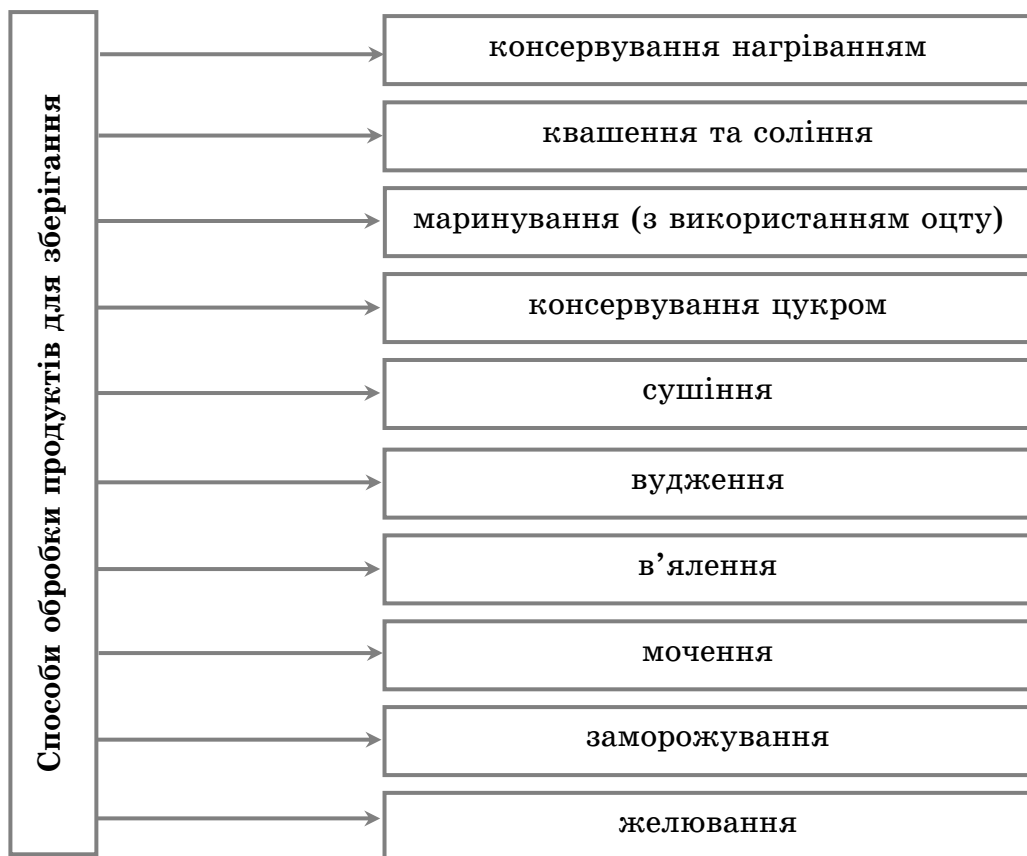 Способи обробки продуктів для зберігання
консервування нагріванням
квашення та соління
маринування (з використанням оцту)
консервування цукром
сушіння
вудження
в’ялення
мочення
заморожування
желювання